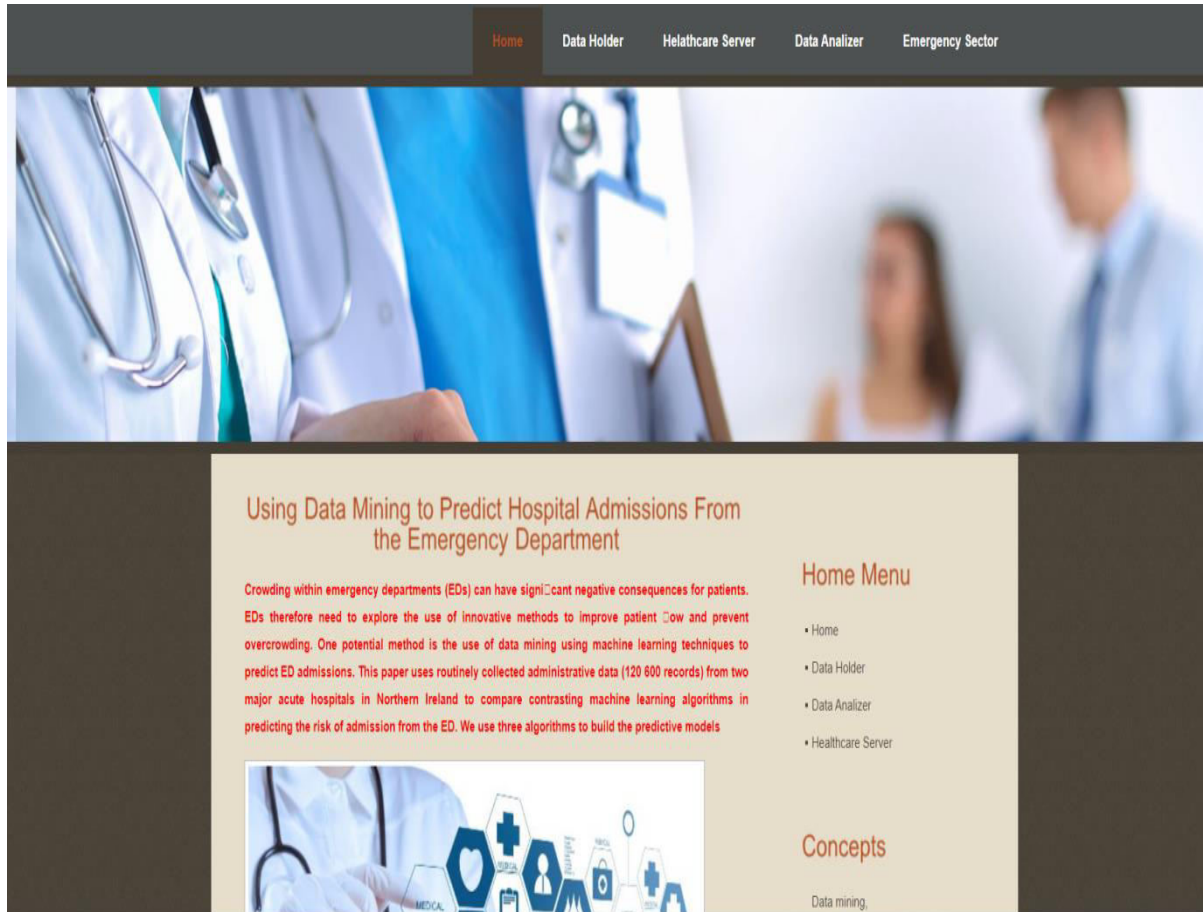 Home Data Holder Helathcare Server Data Analizer Emergency Sector
Using Data Mining to Predict Hospital Admissions From
the Emergency Department
Crowding within emergency departments (EDs) can have signi□cant negative consequences for patients.
EDs therefore need to explore the use of innovative methods to improve patient □ow and prevent
overcrowding. One potential method is the use of data mining using machine learning techniques to
predict ED admissions. This paper uses routinely collected administrative data (120 600 records) from two
major acute hospitals in Northern Ireland to compare contrasting machine learning algorithms in
predicting the risk of admission from the ED. We use three algorithms to build the predictive models
Home Menu
▪ Home
▪ Data Holder
▪ Data Analizer
▪ Healthcare Server
MEDICAL
MEDICAL
Concepts
Data mining,